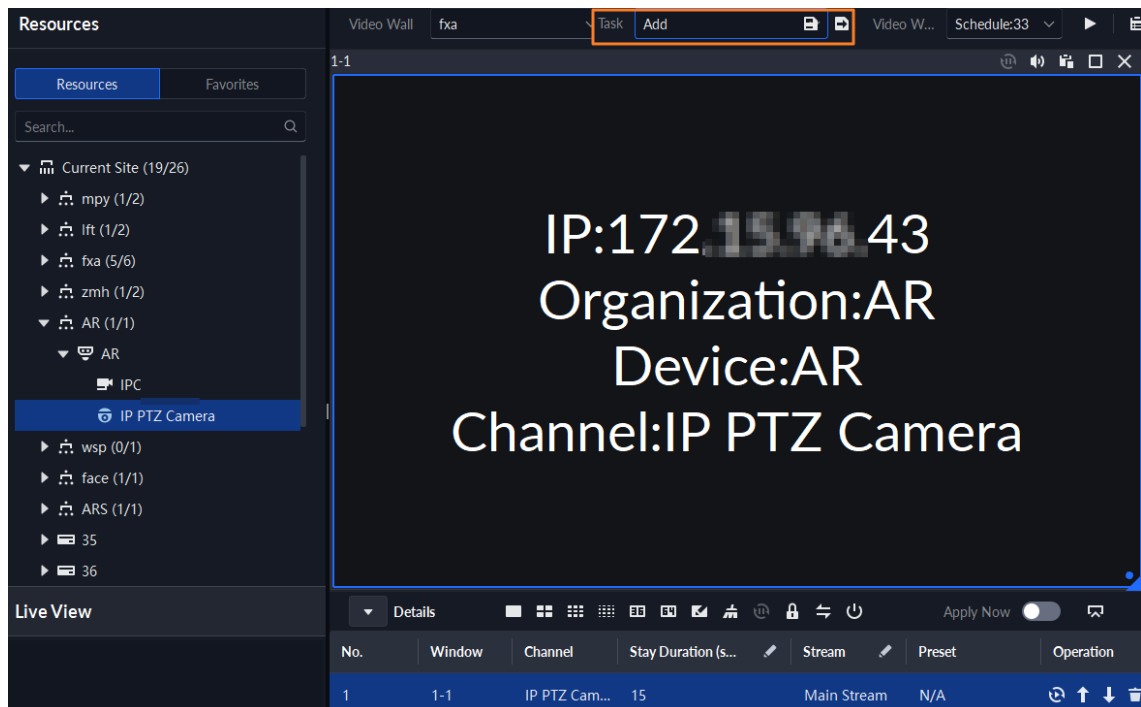 Resources
Video Wall fxa Task Add Video W... Schedule:33
Resources Favorites
Search...
Current Site (19/26)
mpy (1/2)
lft (1/2)
fxa (5/6)
zmh (1/2)
AR (1/1)
AR
IPC
IP PTZ Camera
wsp (0/1)
face (1/1)
ARS (1/1)
35
36
Live View
1-1
IP:172. .43
Organization:AR
Device:AR
Channel:IP PTZ Camera
Details Apply Now
No. Window Channel Stay Duration (s... Stream Preset Operation
1 1-1 IP PTZ Cam... 15 Main Stream N/A